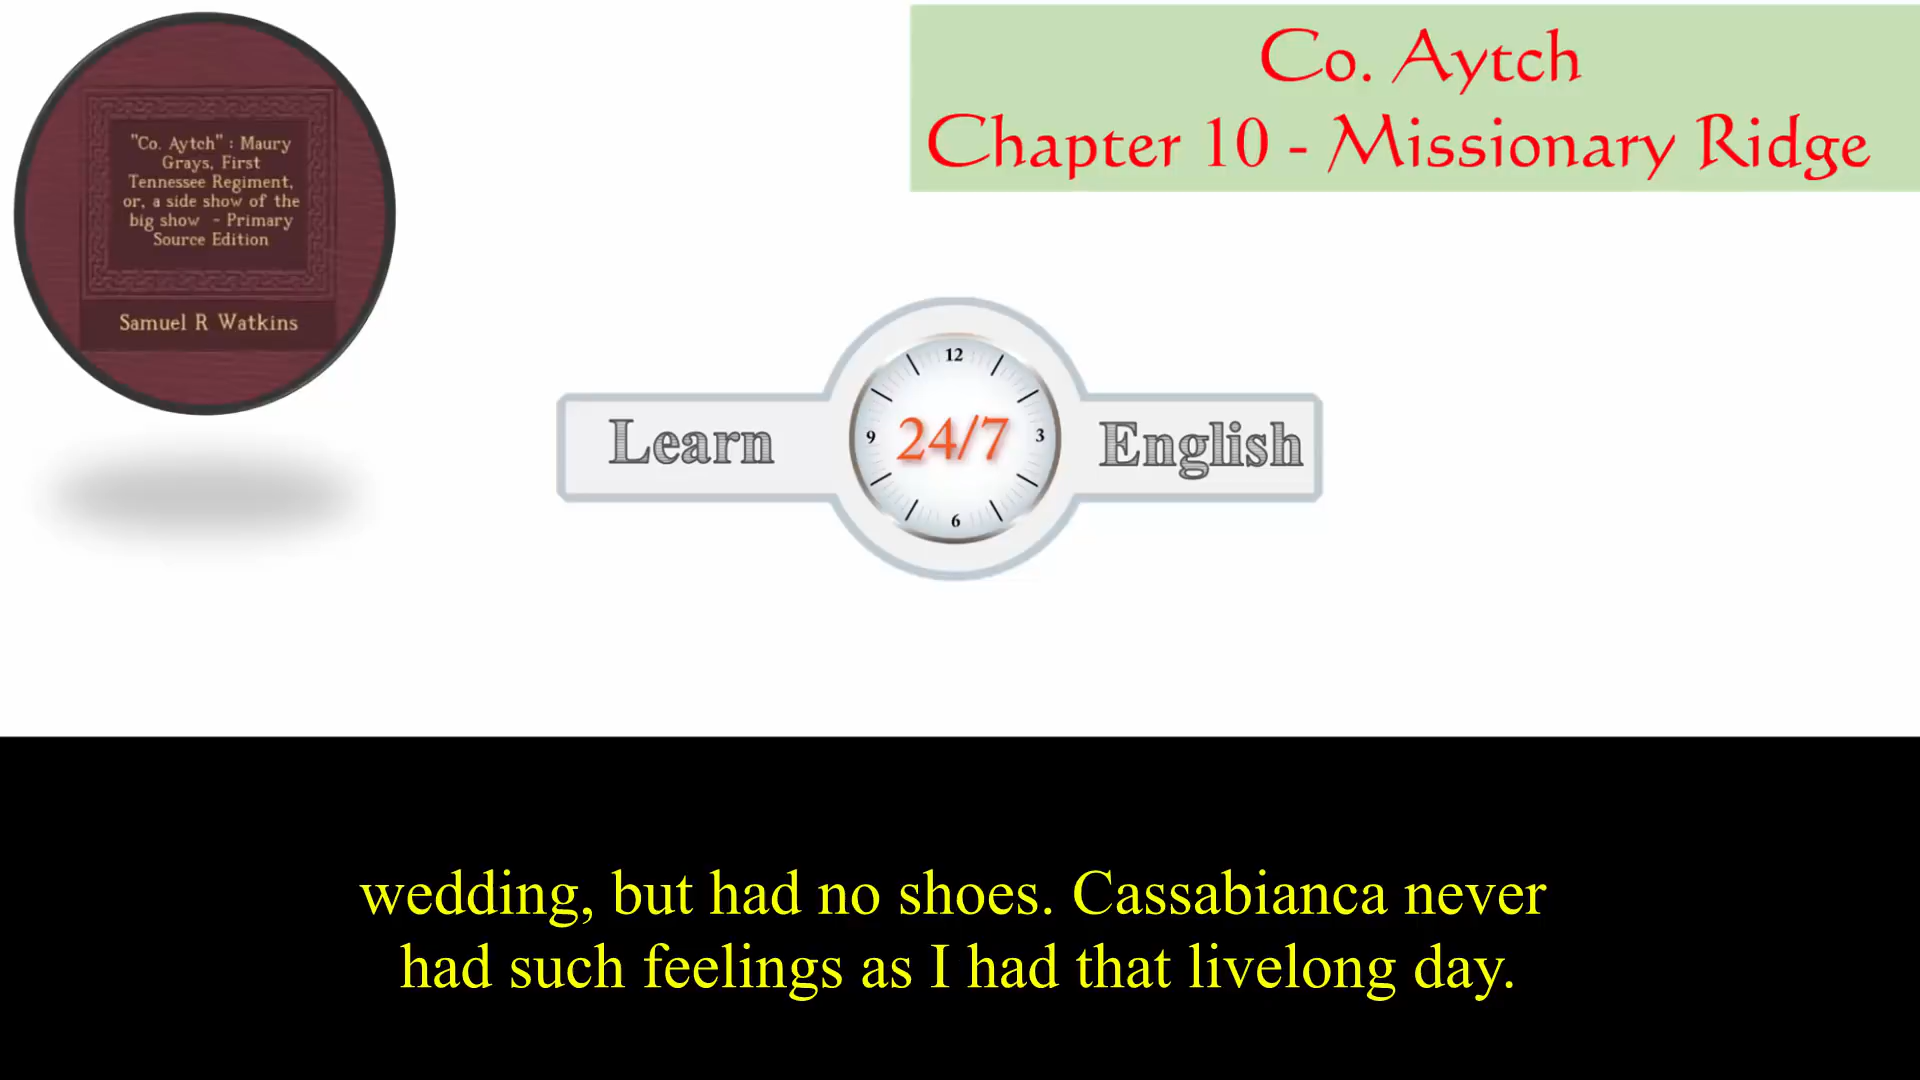 "Co. Aytch" : Maury
Grays, First
Tennessee Regiment,
or, a side show of the
big show - Primary
Source Edition
Samuel R Watkins
Co. Aytch
Chapter 10 - Missionary Ridge
12
Learn
9
24/7
3
English
6
wedding, but had no shoes. Cassabianca never
had such feelings as I had that livelong day.